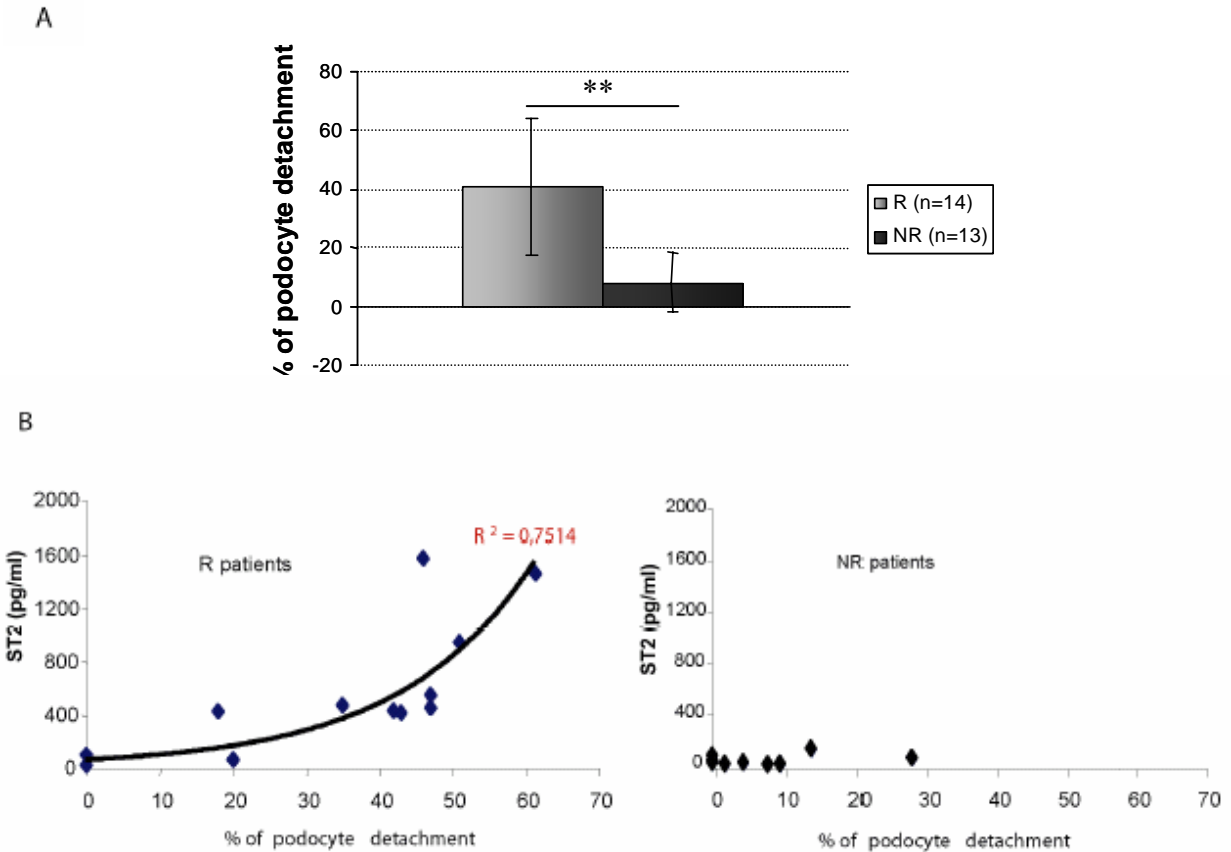 A
% of podocyte detachment
80
60
40
20
0
-20
**
R (n=14)
NR (n=13)
B
ST2 (pg/ml)
2000
1600
1200
800
400
0
R patients
R ² = 0,7514
0 10 20 30 40 50 60 70
% of podocyte detachment
ST2 (pg/ml)
2000
1600
1200
800
400
0
NR: patients
0 10 20 30 40 50 60 70
% of podocyte detachment